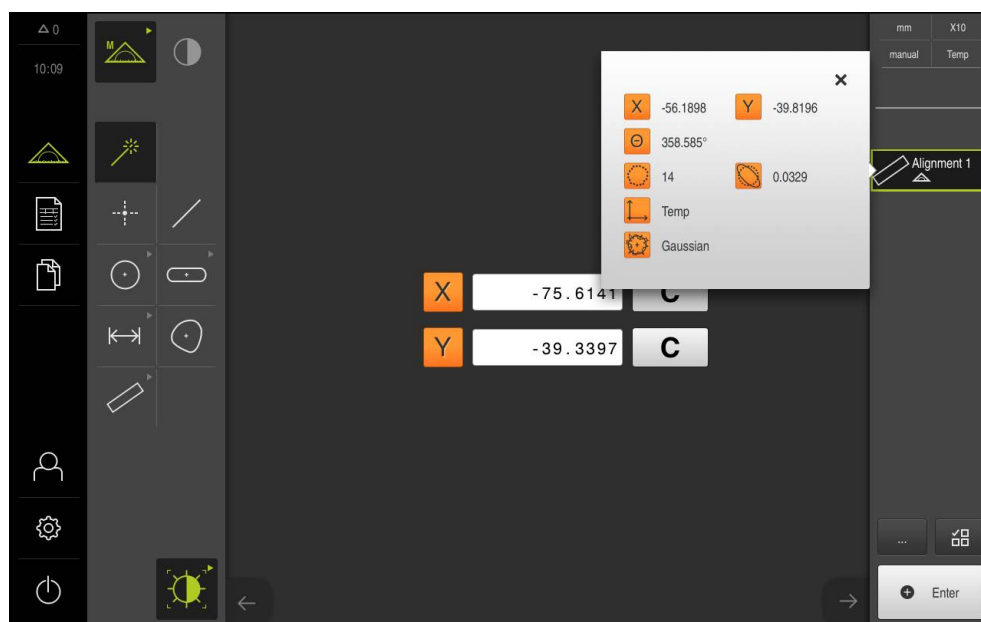 0
10:09
M
X -56.1898 Y -39.8196
Θ 358.585°
14 0.0329
Temp
Gaussian
X -75.6141 C
Y -39.3397 C
mm X10
manual Temp
Alignment 1
...
Enter